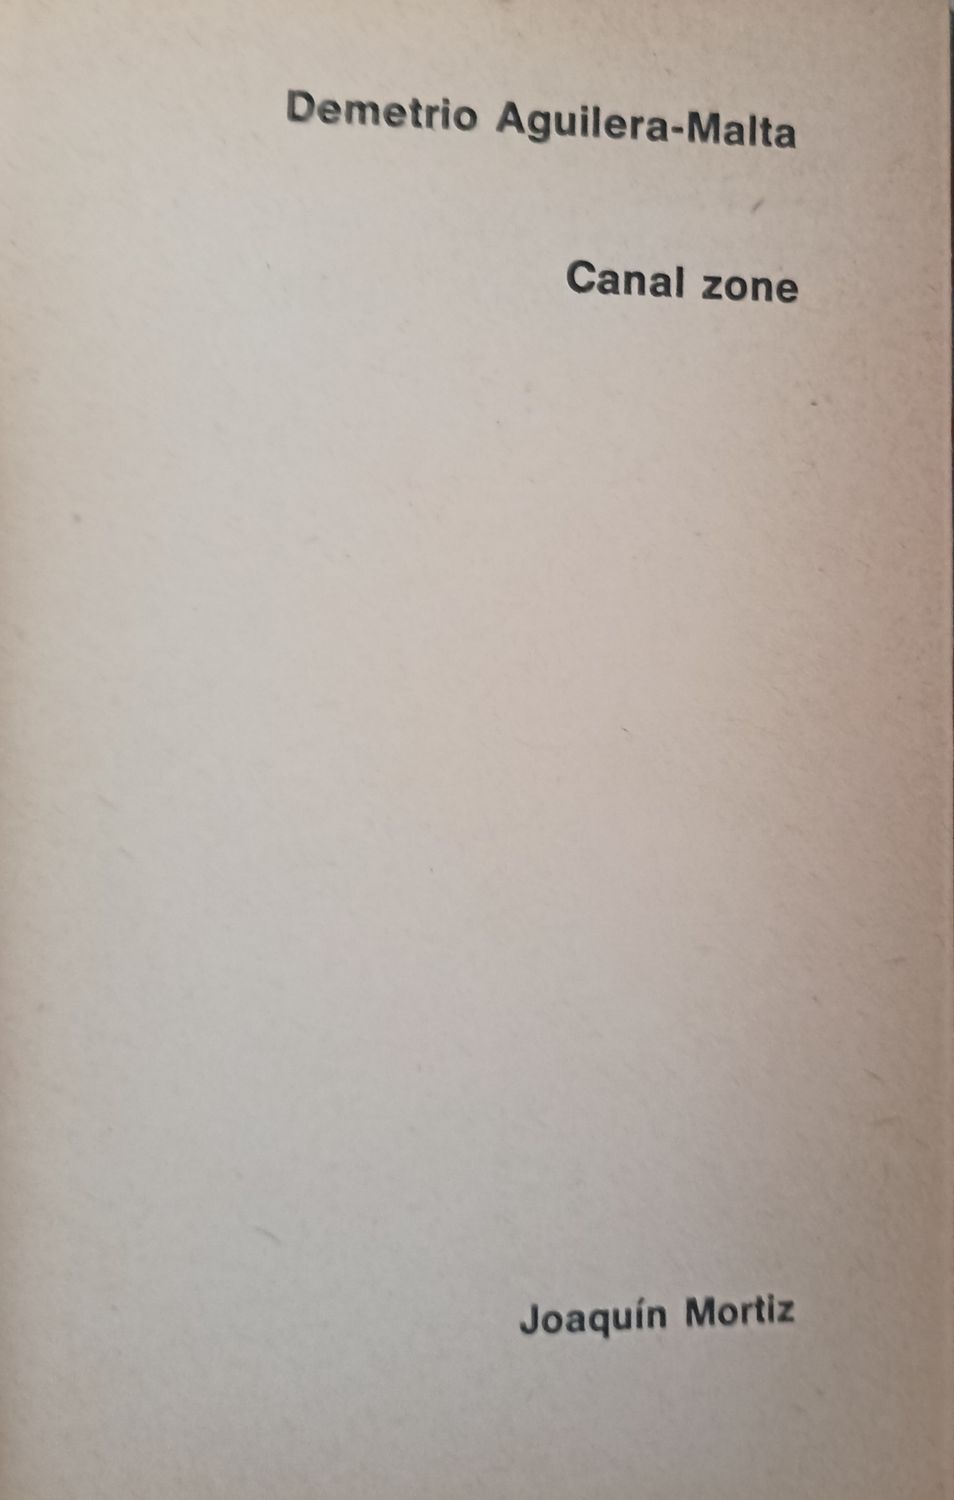 Demetrio Aguilera-Malta
Canal zone
Joaquín Mortiz